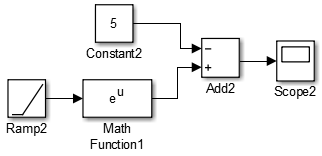 5
Constant2
−
+
Add2
Scope2
e^u
Ramp2
Math
Function1